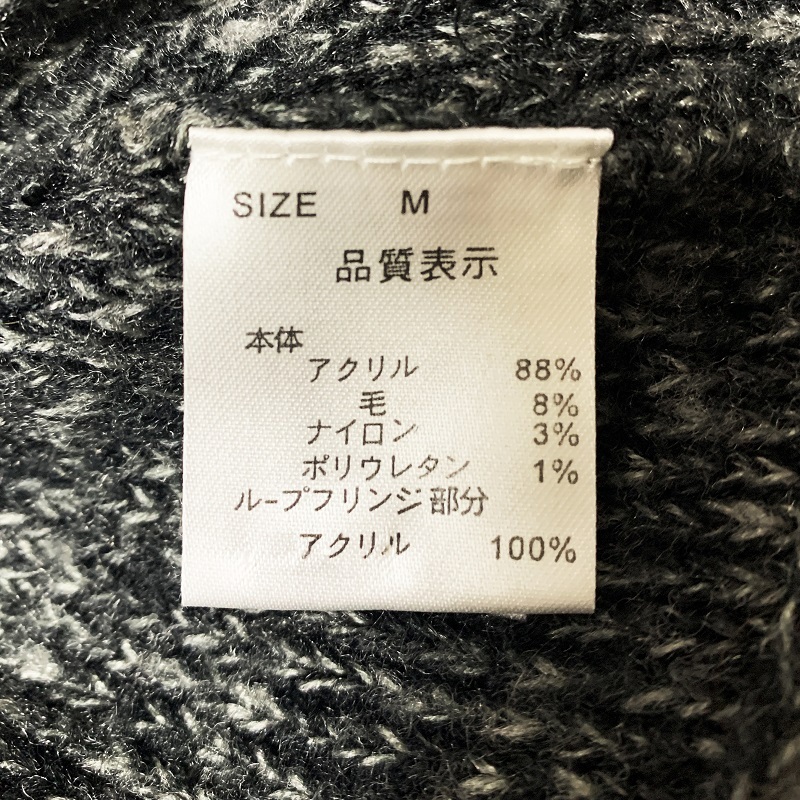 SIZE M
品質表示
本体
アクリル 88%
毛 8%
ナイロン 3%
ポリウレタン 1%
ループフリンジ部分
アクリル 100%